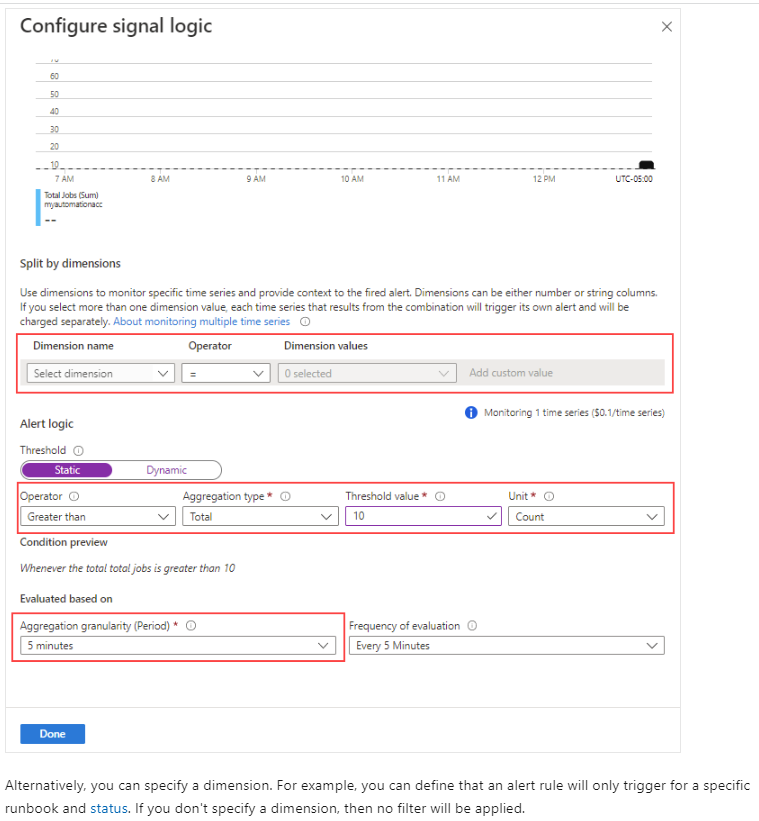 Configure signal logic
70
60
50
40
30
20
10
7 AM 8 AM 9 AM 10 AM 11 AM 12 PM UTC-05:00
Total Jobs (Sum)
myautomationacc
--
Split by dimensions
Use dimensions to monitor specific time series and provide context to the fired alert. Dimensions can be either number or string columns.
If you select more than one dimension value, each time series that results from the combination will trigger its own alert and will be
charged separately. About monitoring multiple time series
Dimension name Operator Dimension values
Select dimension = 0 selected Add custom value
Monitoring 1 time series ($0.1/time series)
Alert logic
Threshold
Static Dynamic
Operator Aggregation type * Threshold value * Unit *
Greater than Total 10 Count
Condition preview
Whenever the total total jobs is greater than 10
Evaluated based on
Aggregation granularity (Period) * Frequency of evaluation
5 minutes Every 5 Minutes
Done
Alternatively, you can specify a dimension. For example, you can define that an alert rule will only trigger for a specific
runbook and status. If you don't specify a dimension, then no filter will be applied.